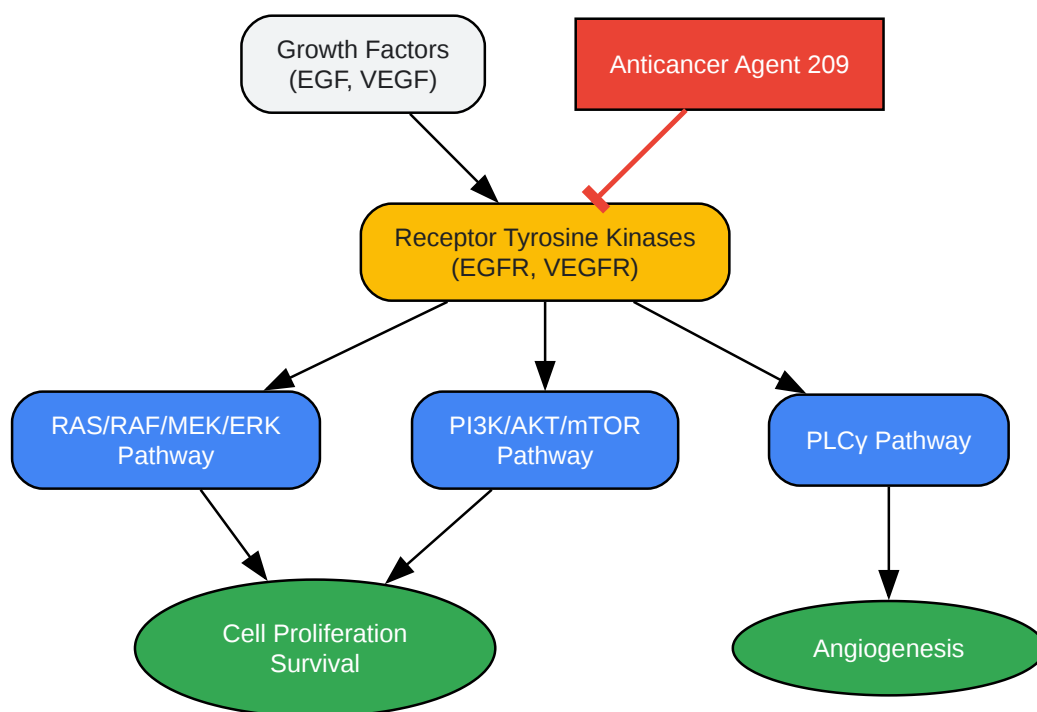 Growth Factors
(EGF, VEGF)
Anticancer Agent 209
Receptor Tyrosine Kinases
(EGFR, VEGFR)
RAS/RAF/MEK/ERK
Pathway
PI3K/AKT/mTOR
Pathway
PLCγ Pathway
Cell Proliferation
Survival
Angiogenesis